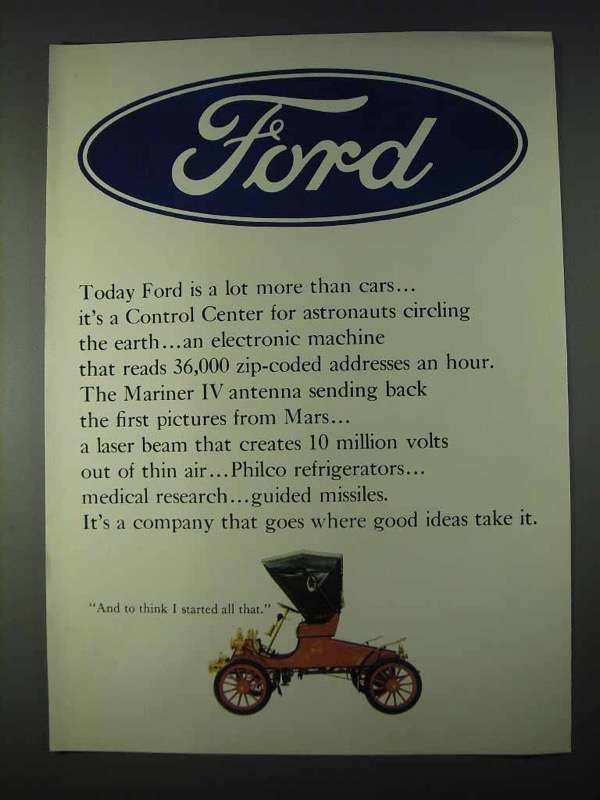 Ford
Today Ford is a lot more than cars...
it's a Control Center for astronauts circling
the earth...an electronic machine
that reads 36,000 zip-coded addresses an hour.
The Mariner IV antenna sending back
the first pictures from Mars...
a laser beam that creates 10 million volts
out of thin air...Philco refrigerators...
medical research...guided missiles.
It's a company that goes where good ideas take it.
"And to think I started all that."